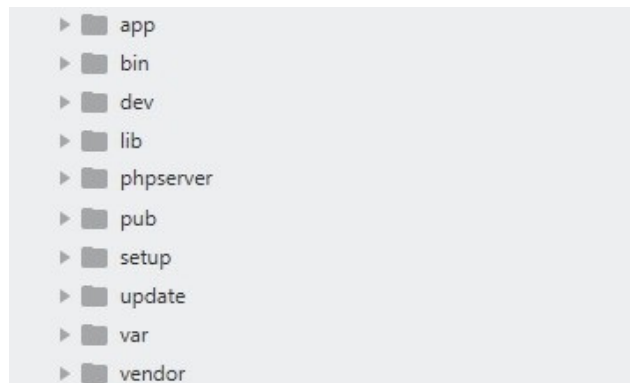 app
bin
dev
lib
phpserver
pub
setup
update
var
vendor